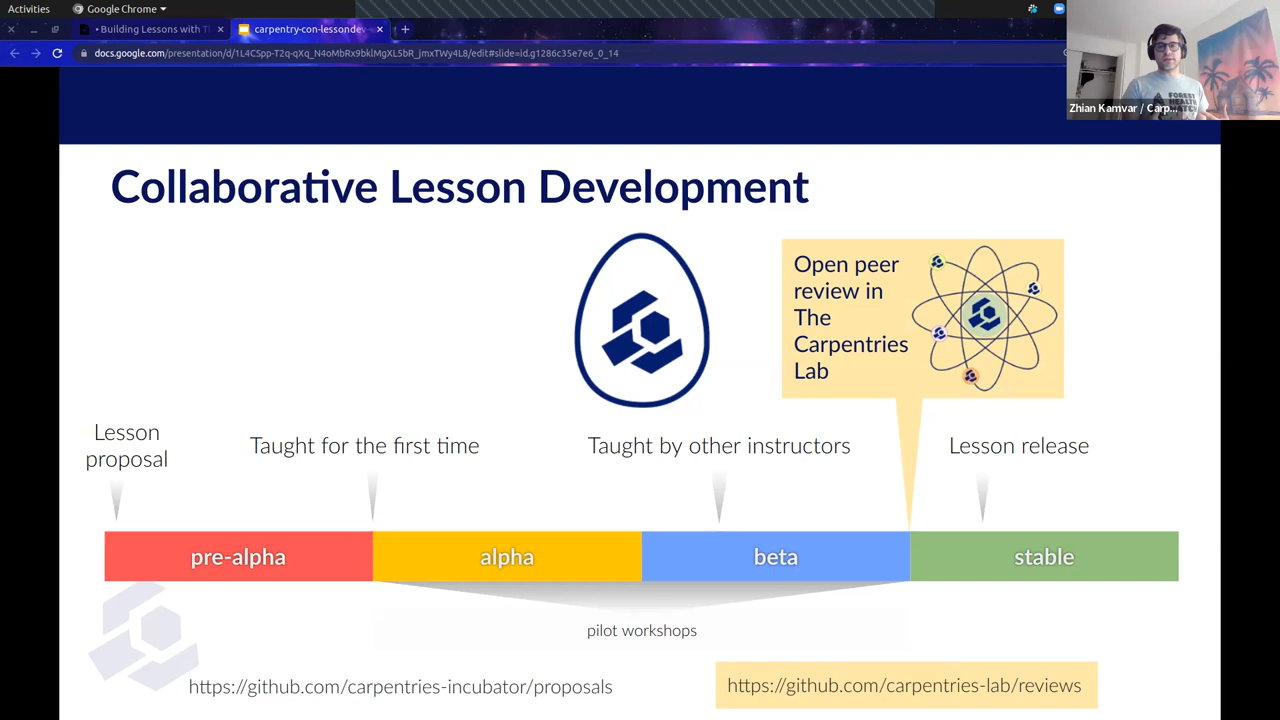 Activities
Google Chrome
• Building Lessons with T
carpentry-con-lessondev
docs.google.com/presentation/d/1L4CSpp-T2q-qXq_N4oMbRx9bklMgXL5bR_jmxTWy4L8/edit#slide=id.g1286c35e7e6_0_14
FOREST
HEALTH
Zhian Kamvar / Carp...
Collaborative Lesson Development
Open peer
review in
The
Carpentries
Lab
Lesson
proposal
Taught for the first time
Taught by other instructors
Lesson release
pre-alpha
alpha
beta
stable
pilot workshops
https://github.com/carpentries-incubator/proposals
https://github.com/carpentries-lab/reviews